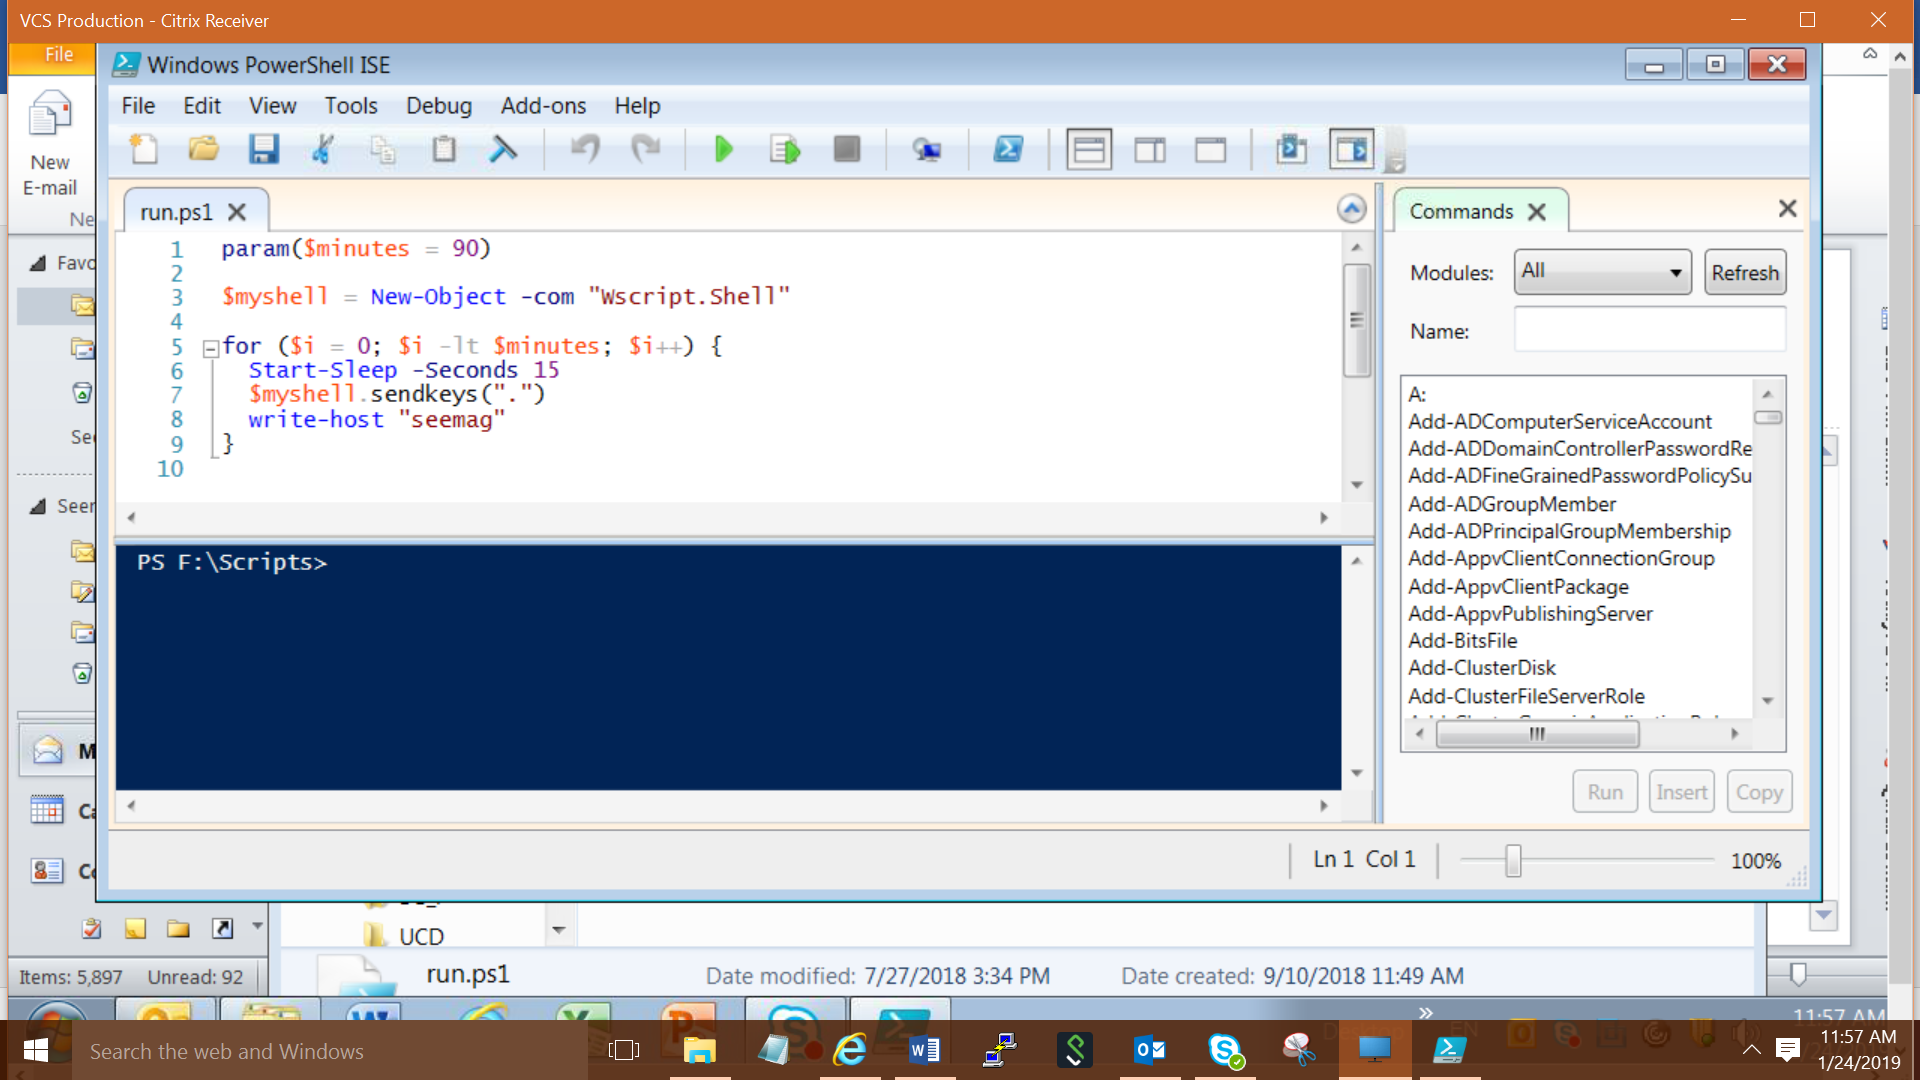 VCS Production - Citrix Receiver
File
Windows PowerShell ISE
File Edit View Tools Debug Add-ons Help
New
E-mail
run.ps1
Commands
Modules: All Refresh
Name:
1 param($minutes = 90)
2
3 $myshell = New-Object -com "Wscript.Shell"
4
5 for ($i = 0; $i -lt $minutes; $i++) {
6 Start-Sleep -Seconds 15
7 $myshell.sendkeys(".")
8 write-host "seemag"
9 }
10
A:
Add-ADComputerServiceAccount
Add-ADDomainControllerPasswordRe
Add-ADFineGrainedPasswordPolicySu
Add-ADGroupMember
Add-ADPrincipalGroupMembership
Add-AppvClientConnectionGroup
Add-AppvClientPackage
Add-AppvPublishingServer
Add-BitsFile
Add-ClusterDisk
Add-ClusterFileServerRole
PS F:\Scripts>
Run Insert Copy
Ln 1 Col 1 100%
UCD
Items: 5,897 Unread: 92
run.ps1 Date modified: 7/27/2018 3:34 PM Date created: 9/10/2018 11:49 AM
11:57 AM
Search the web and Windows
11:57 AM
1/24/2019